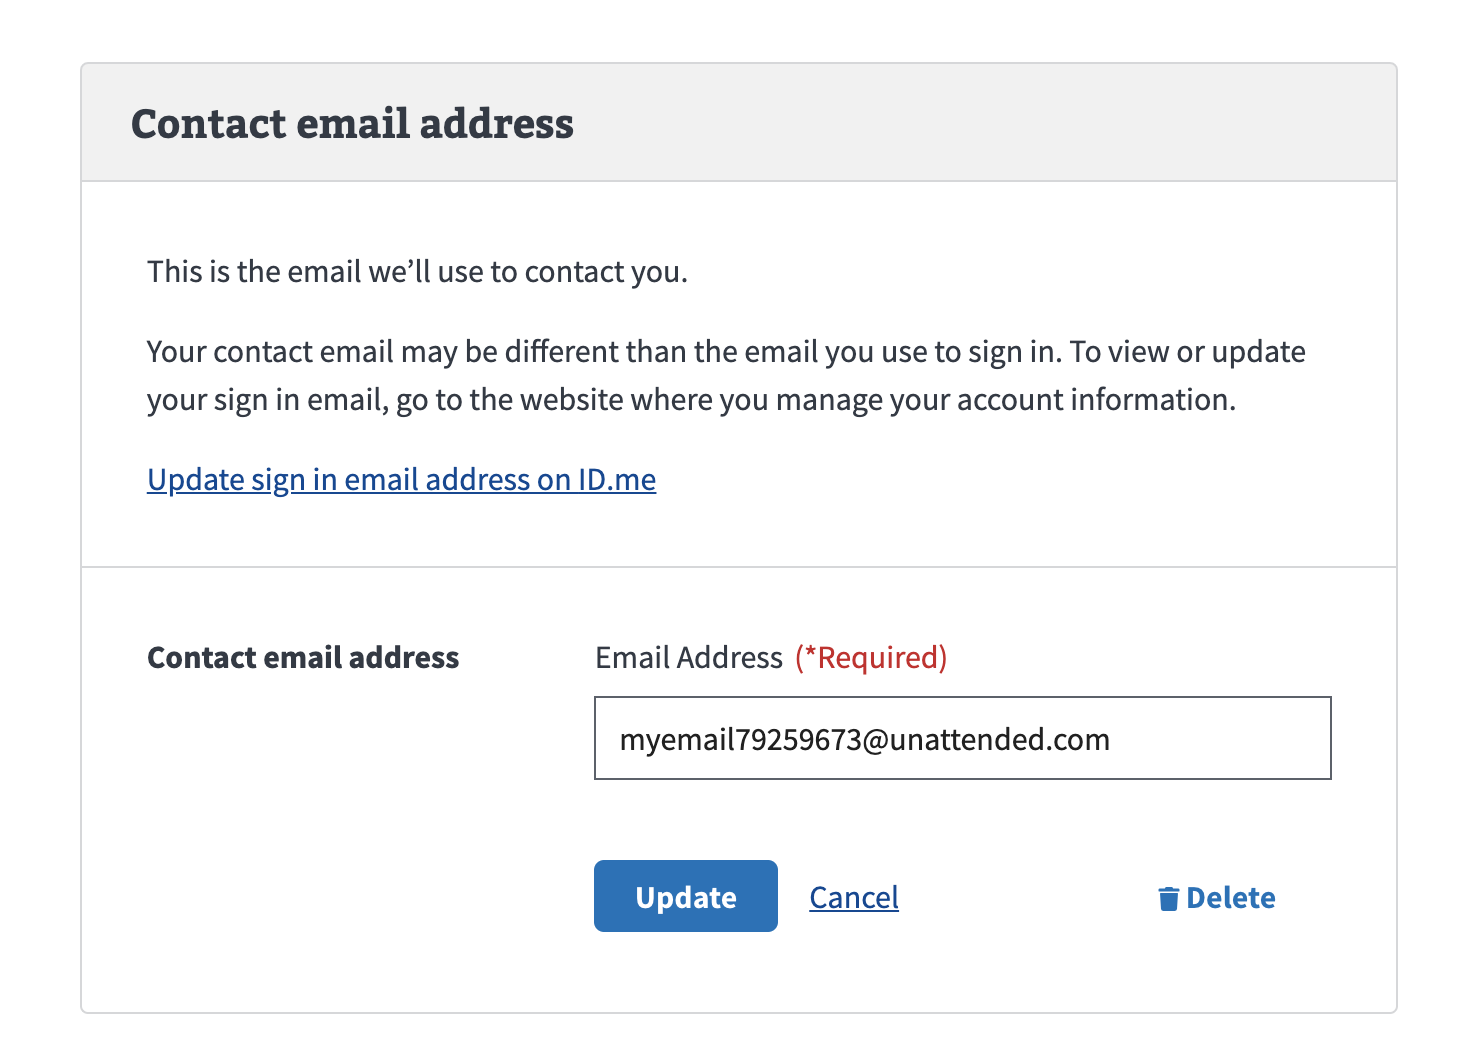 Contact email address
This is the email we’ll use to contact you.
Your contact email may be different than the email you use to sign in. To view or update
your sign in email, go to the website where you manage your account information.
Update sign in email address on ID.me
Contact email address
Email Address (*Required)
myemail79259673@unattended.com
Update
Cancel
Delete